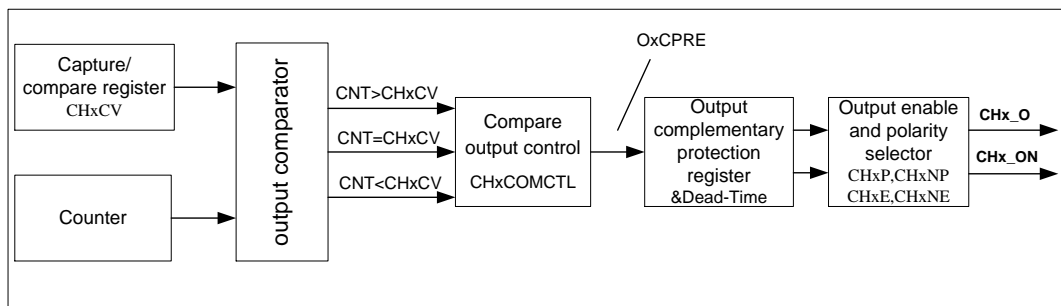 OxCPRE
Capture/
compare register
CHxCV
Counter
output comparator
CNT>CHxCV
CNT=CHxCV
CNT<CHxCV
Compare
output control
CHxCOMCTL
Output
complementary
protection
register
&Dead-Time
Output enable
and polarity
selector
CHxP,CHxNP
CHxE,CHxNE
CHx_O
CHx_ON